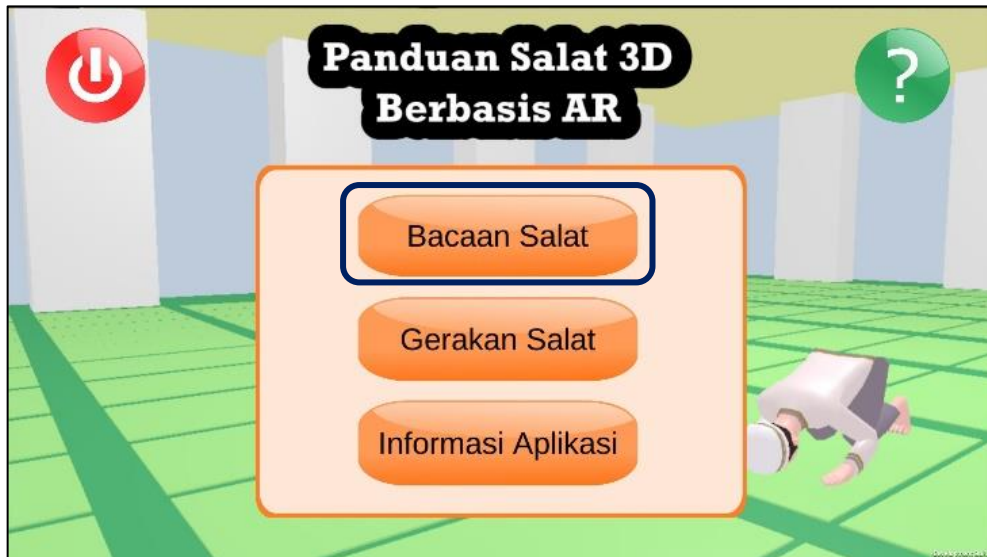 Panduan Salat 3D
Berbasis AR
?
Bacaan Salat
Gerakan Salat
Informasi Aplikasi